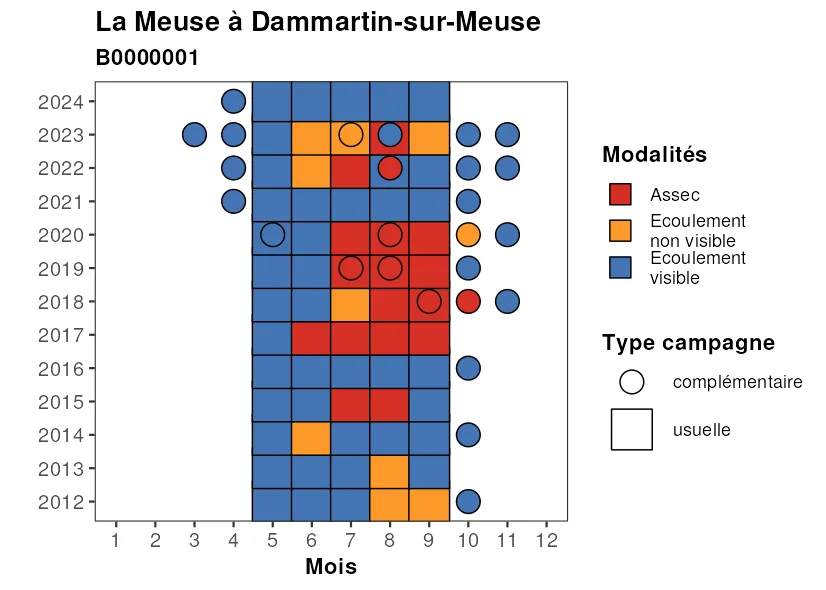 La Meuse à Dammartin-sur-Meuse
B0000001
2024
2023
2022
2021
2020
2019
2018
2017
2016
2015
2014
2013
2012
1 2 3 4 5 6 7 8 9 10 11 12
Mois
Modalités
Assec
Ecoulement
non visible
Ecoulement
visible
Type campagne
complémentaire
usuelle